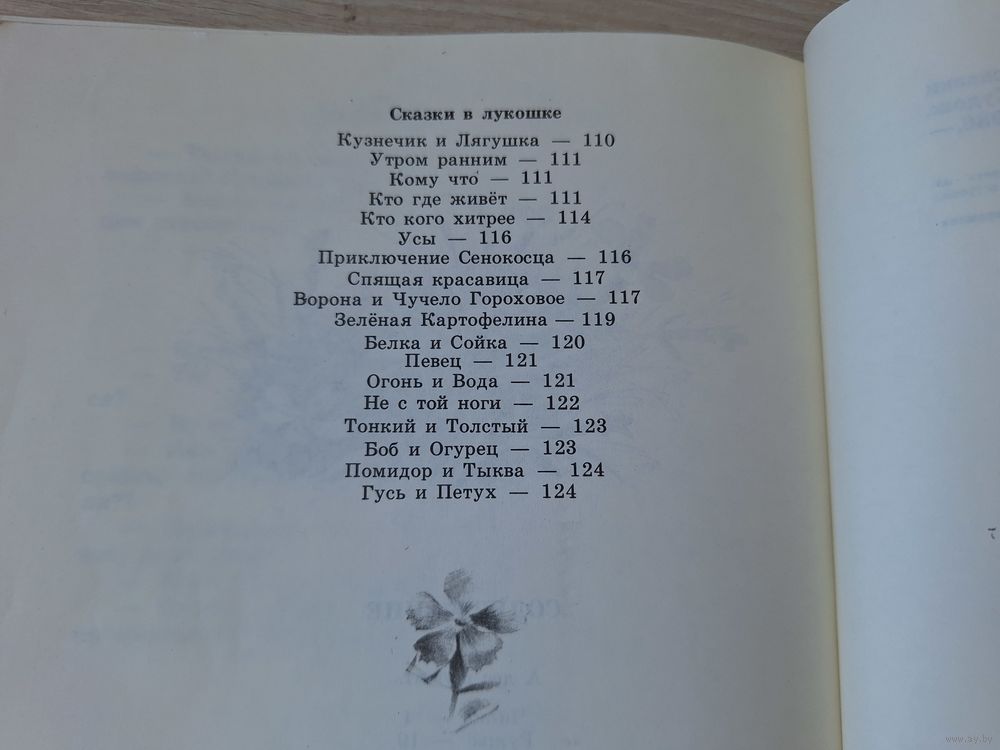 Сказки в лукошке
Кузнечик и Лягушка — 110
Утром ранним — 111
Кому что — 111
Кто где живёт — 111
Кто кого хитрее — 114
Усы — 116
Приключение Сенокосца — 116
Спящая красавица — 117
Ворона и Чучело Гороховое — 117
Зелёная Картофелина — 119
Белка и Сойка — 120
Певец — 121
Огонь и Вода — 121
Не с той ноги — 122
Тонкий и Толстый — 123
Боб и Огурец — 123
Помидор и Тыква — 124
Гусь и Петух — 124
www.ay.by